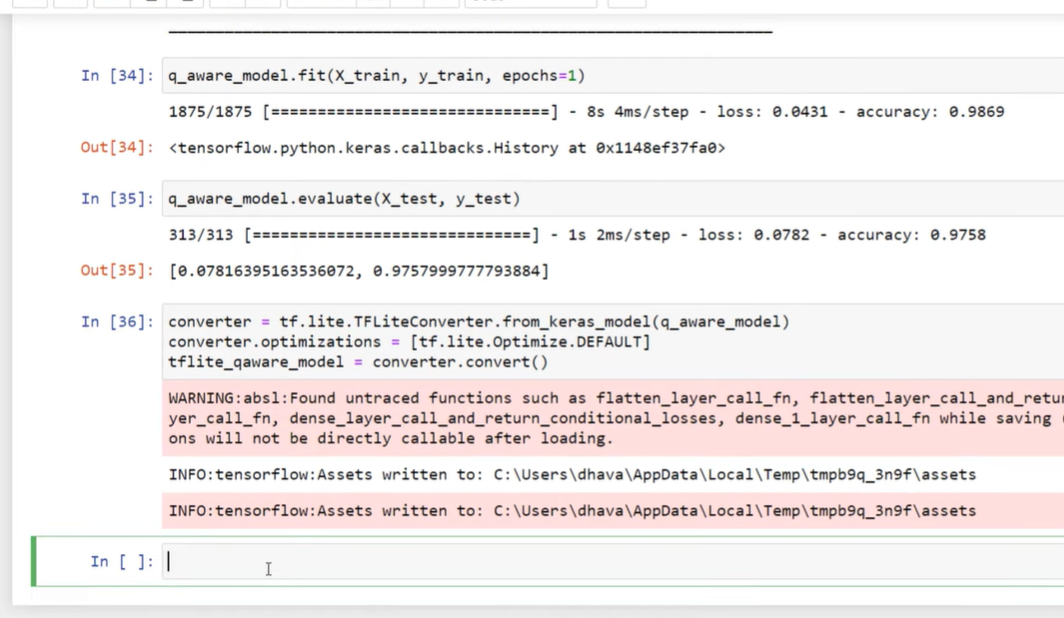 In [34]: q_aware_model.fit(X_train, y_train, epochs=1)
1875/1875 [==============================] - 8s 4ms/step - loss: 0.0431 - accuracy: 0.9869
Out[34]: <tensorflow.python.keras.callbacks.History at 0x1148ef37fa0>
In [35]: q_aware_model.evaluate(X_test, y_test)
313/313 [==============================] - 1s 2ms/step - loss: 0.0782 - accuracy: 0.9758
Out[35]: [0.07816395163536072, 0.9757999777793884]
In [36]: converter = tf.lite.TFLiteConverter.from_keras_model(q_aware_model)
converter.optimizations = [tf.lite.Optimize.DEFAULT]
tflite_qaware_model = converter.convert()
WARNING:absl:Found untraced functions such as flatten_layer_call_fn, flatten_layer_call_and_retur
yer_call_fn, dense_layer_call_and_return_conditional_losses, dense_1_layer_call_fn while saving
ons will not be directly callable after loading.
INFO:tensorflow:Assets written to: C:\Users\dhava\AppData\Local\Temp\tmpb9q_3n9f\assets
INFO:tensorflow:Assets written to: C:\Users\dhava\AppData\Local\Temp\tmpb9q_3n9f\assets
In [ ]: